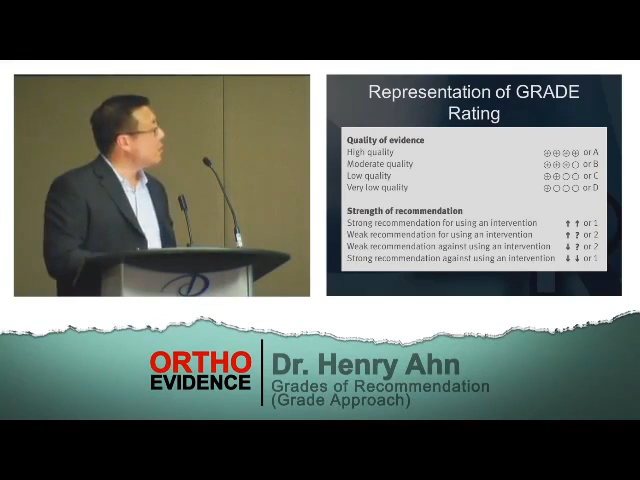 Representation of GRADE
Rating
Quality of evidence
High quality ⊕⊕⊕⊕ or A
Moderate quality ⊕⊕⊕○ or B
Low quality ⊕⊕○○ or C
Very low quality ⊕○○○ or D
Strength of recommendation
Strong recommendation for using an intervention ↑ ↑ or 1
Weak recommendation for using an intervention ↑ ? or 2
Weak recommendation against using an intervention ↓ ? or 2
Strong recommendation against using an intervention ↓ ↓ or 1
ORTHO
EVIDENCE
Dr. Henry Ahn
Grades of Recommendation
(Grade Approach)